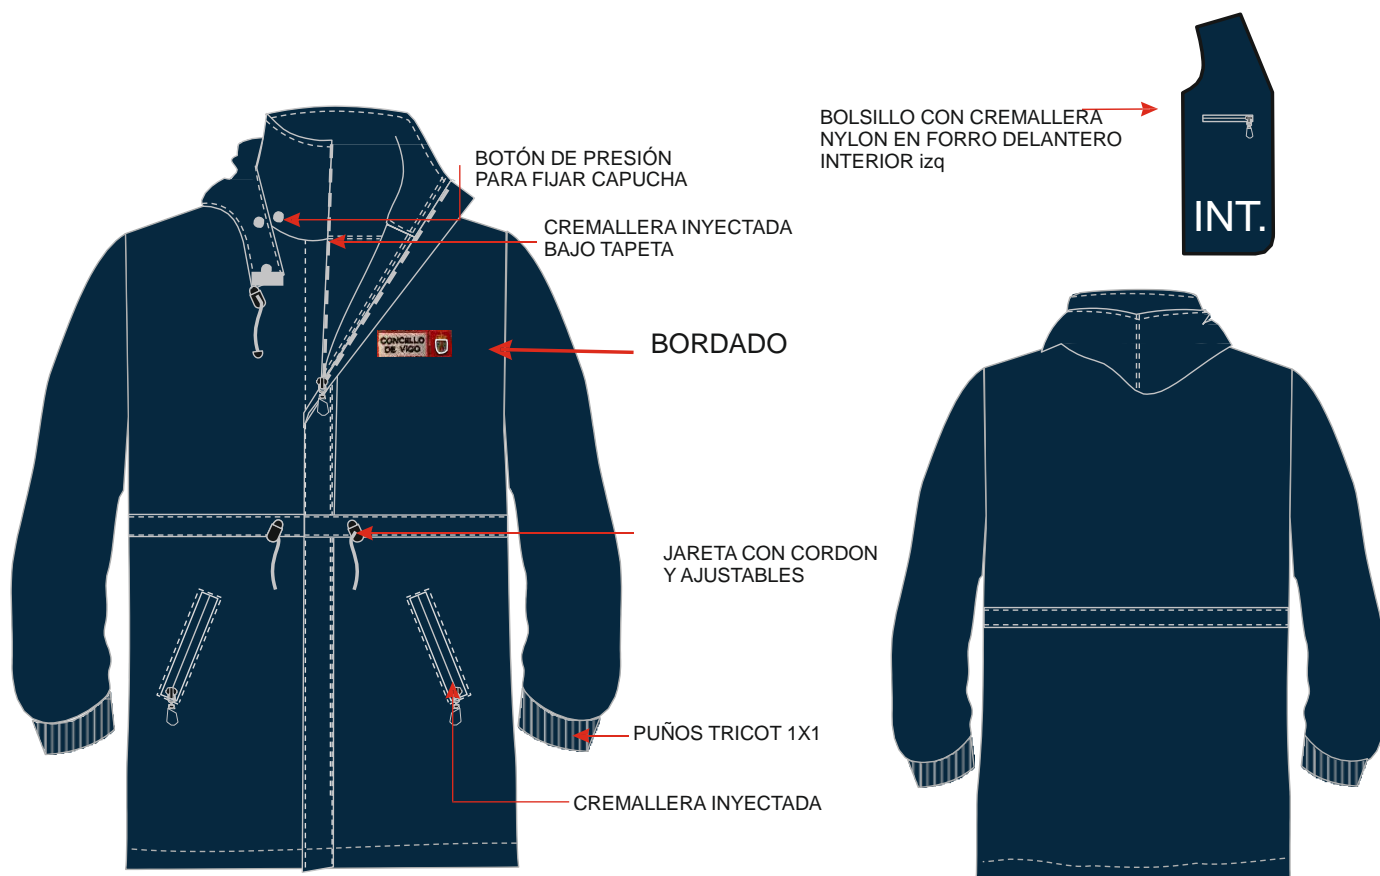 BOLSILLO CON CREMALLERA
NYLON EN FORRO DELANTERO
INTERIOR izq
INT.
BOTÓN DE PRESIÓN
PARA FIJAR CAPUCHA
CREMALLERA INYECTADA
BAJO TAPETA
CONCELLO
DE VIGO
BORDADO
JARETA CON CORDON
Y AJUSTABLES
PUÑOS TRICOT 1X1
CREMALLERA INYECTADA